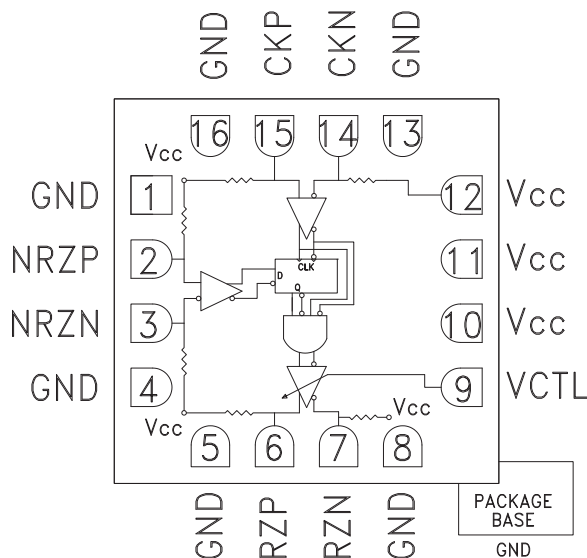 GND CKP CKN GND
16 15 14 13
Vcc
GND 1 12 Vcc
NRZP 2 11 Vcc
D CLK
Q
NRZN 3 10 Vcc
GND 4 9 VCTL
Vcc Vcc
5 6 7 8
GND RZP RZN GND
PACKAGE
BASE
GND